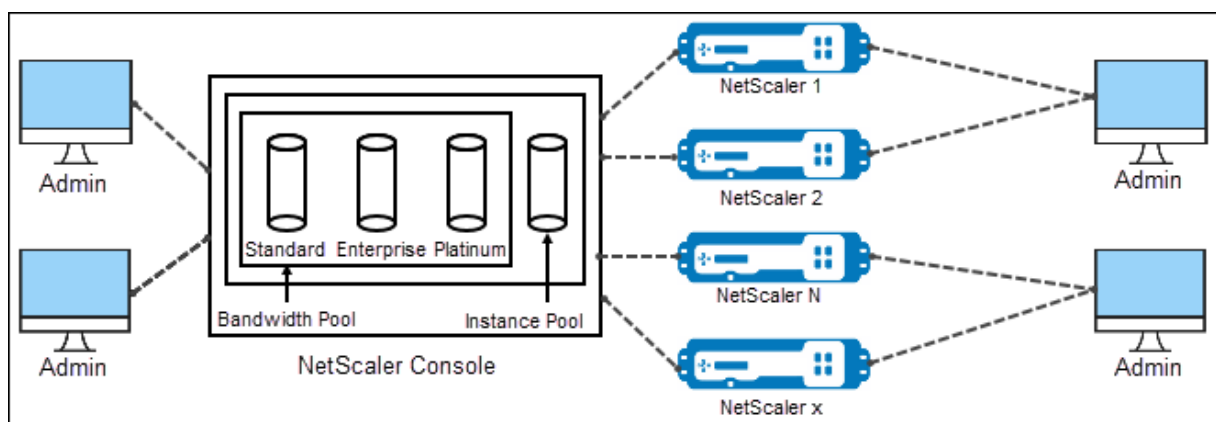 Admin
Admin
Standard Enterprise Platinum
Bandwidth Pool
Instance Pool
NetScaler Console
NetScaler 1
NetScaler 2
NetScaler N
NetScaler x
Admin
Admin